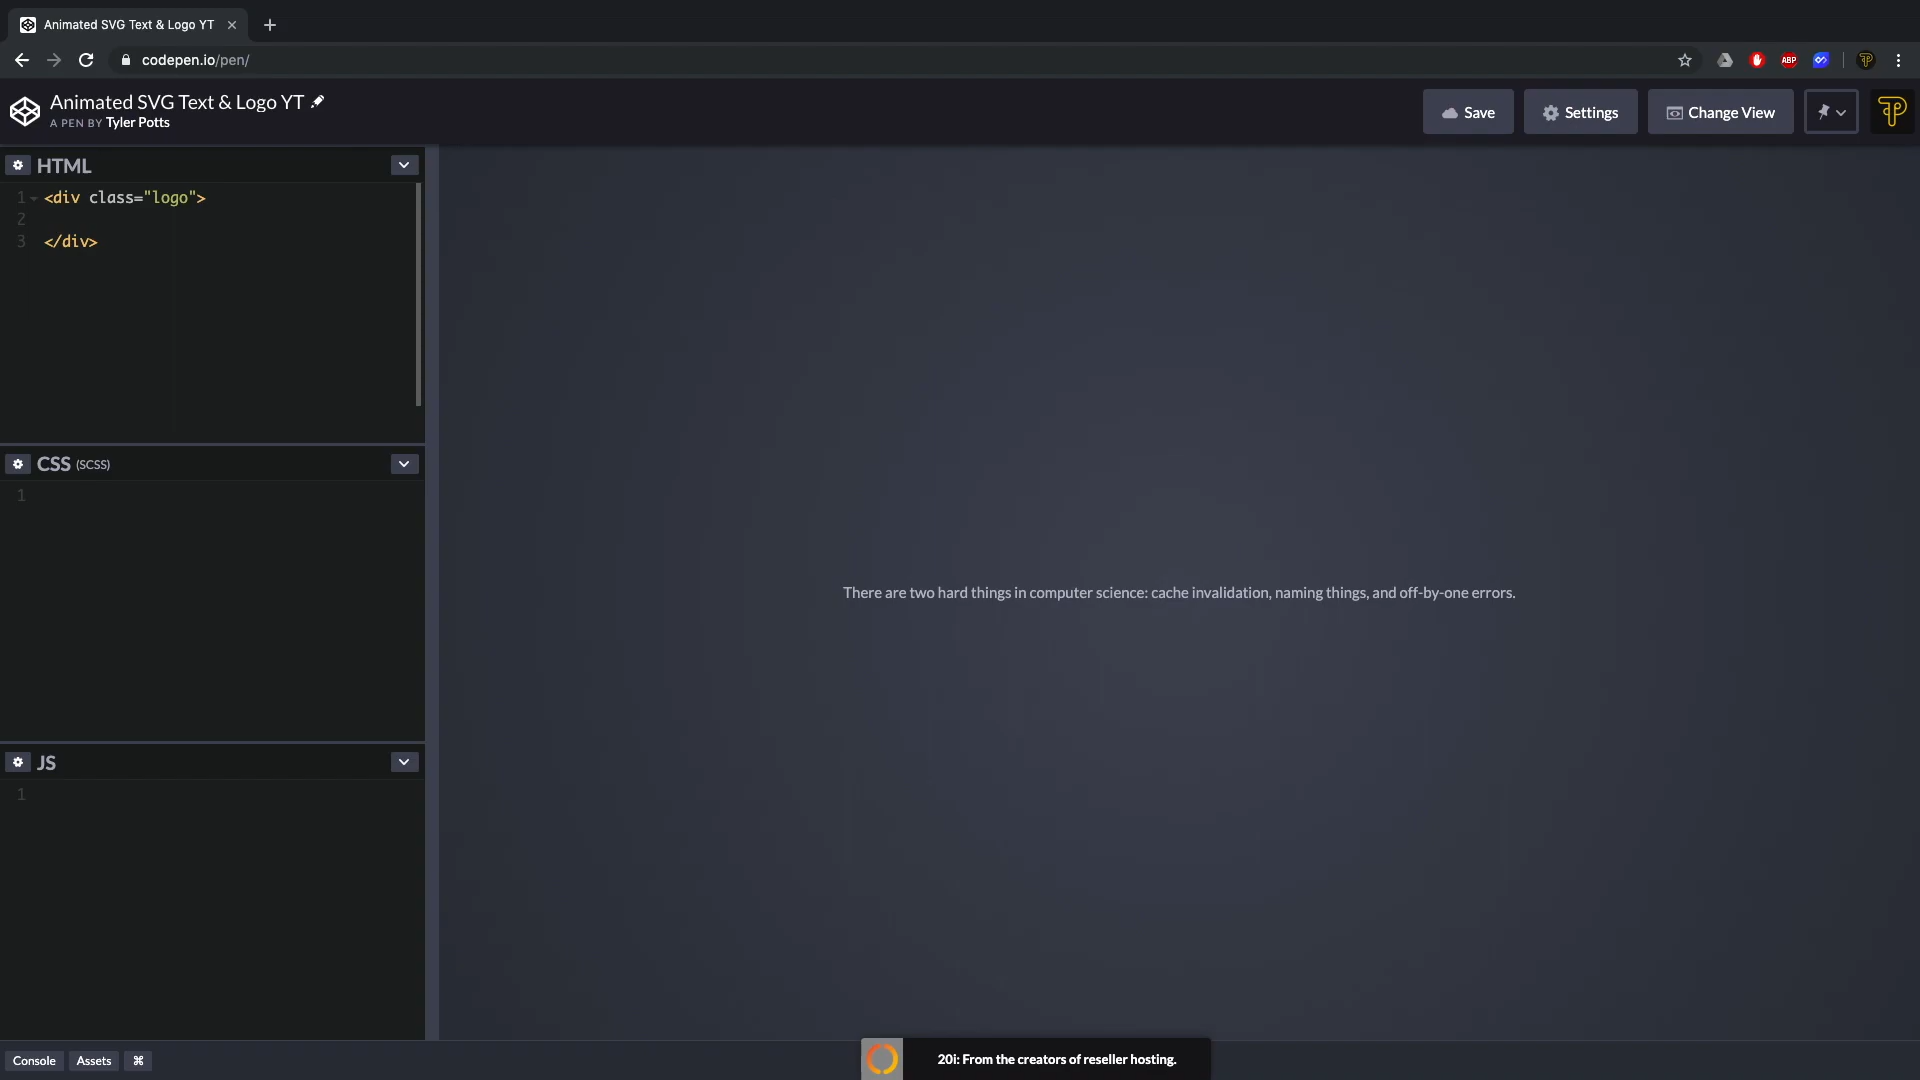 Animated SVG Text & Logo YT
codepen.io/pen/
ABP
Animated SVG Text & Logo YT
A PEN BY Tyler Potts
Save
Settings
Change View
HTML
1 <div class="logo">
2
3 </div>
CSS (SCSS)
1
JS
1
There are two hard things in computer science: cache invalidation, naming things, and off-by-one errors.
Console
Assets
⌘
20i: From the creators of reseller hosting.